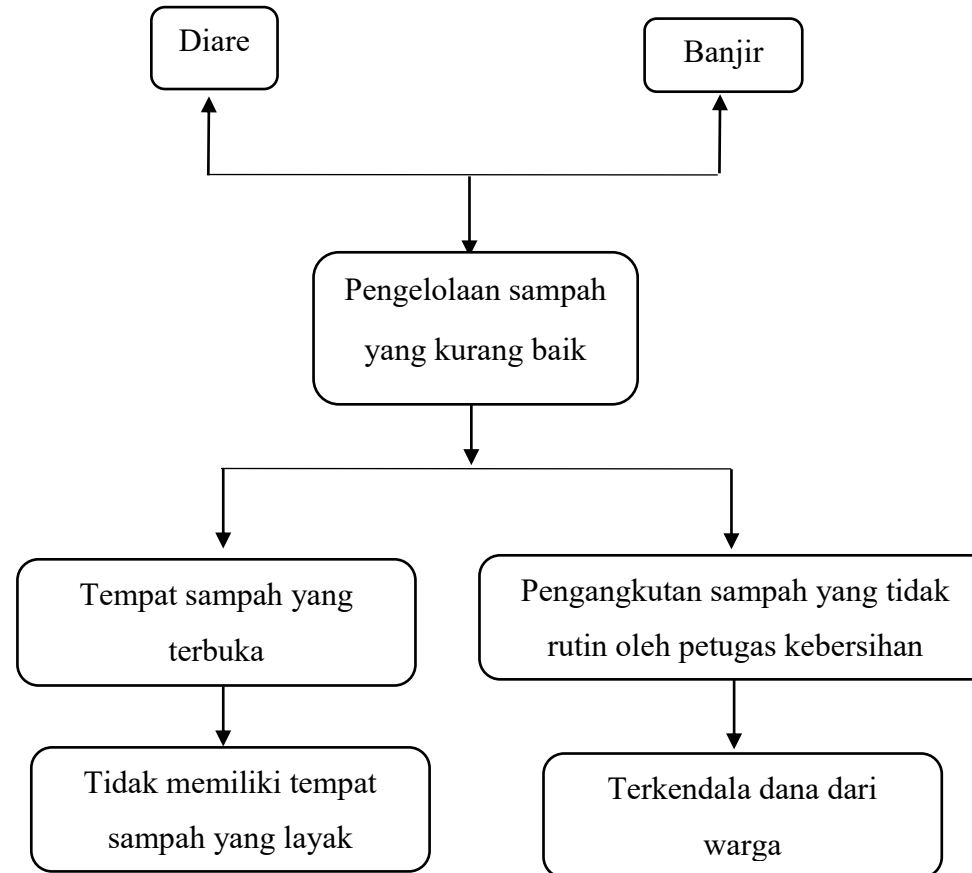 Diare
Banjir
Pengelolaan sampah
yang kurang baik
Tempat sampah yang
terbuka
Pengangkutan sampah yang tidak
rutin oleh petugas kebersihan
Tidak memiliki tempat
sampah yang layak
Terkendala dana dari
warga